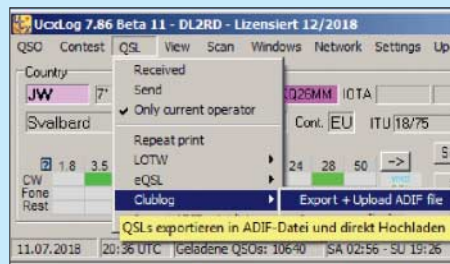 UcxLog 7.86 Beta 11 - DL2RD - Lizensiert 12/2018
QSO Contest QSL View Scan Windows Network Settings Up
Country
JW 7° Q26MM IOTA
Svalbard Cont. EU ITU 18/75
Received
Send
Only current operator
Repeat print
LOTW
eQSL
Clublog
Export + Upload ADIF file
1.8 3.5 24 28 50 -> S
CW
Fone
Rest
QSLs exportieren in ADIF-Datei und direkt Hochladen
11.07.2018 20:36 UTC Geladene QSOs: 10640 SA 02:56 - SU 19:26